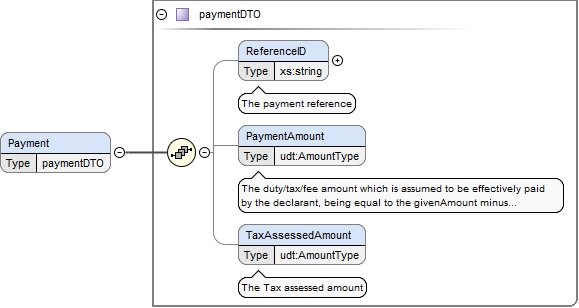 paymentDTO
ReferenceID
Type xs:string
The payment reference
Payment
Type paymentDTO
PaymentAmount
Type udt:AmountType
The duty/tax/fee amount which is assumed to be effectively paid
by the declarant, being equal to the givenAmount minus...
TaxAssessedAmount
Type udt:AmountType
The Tax assessed amount